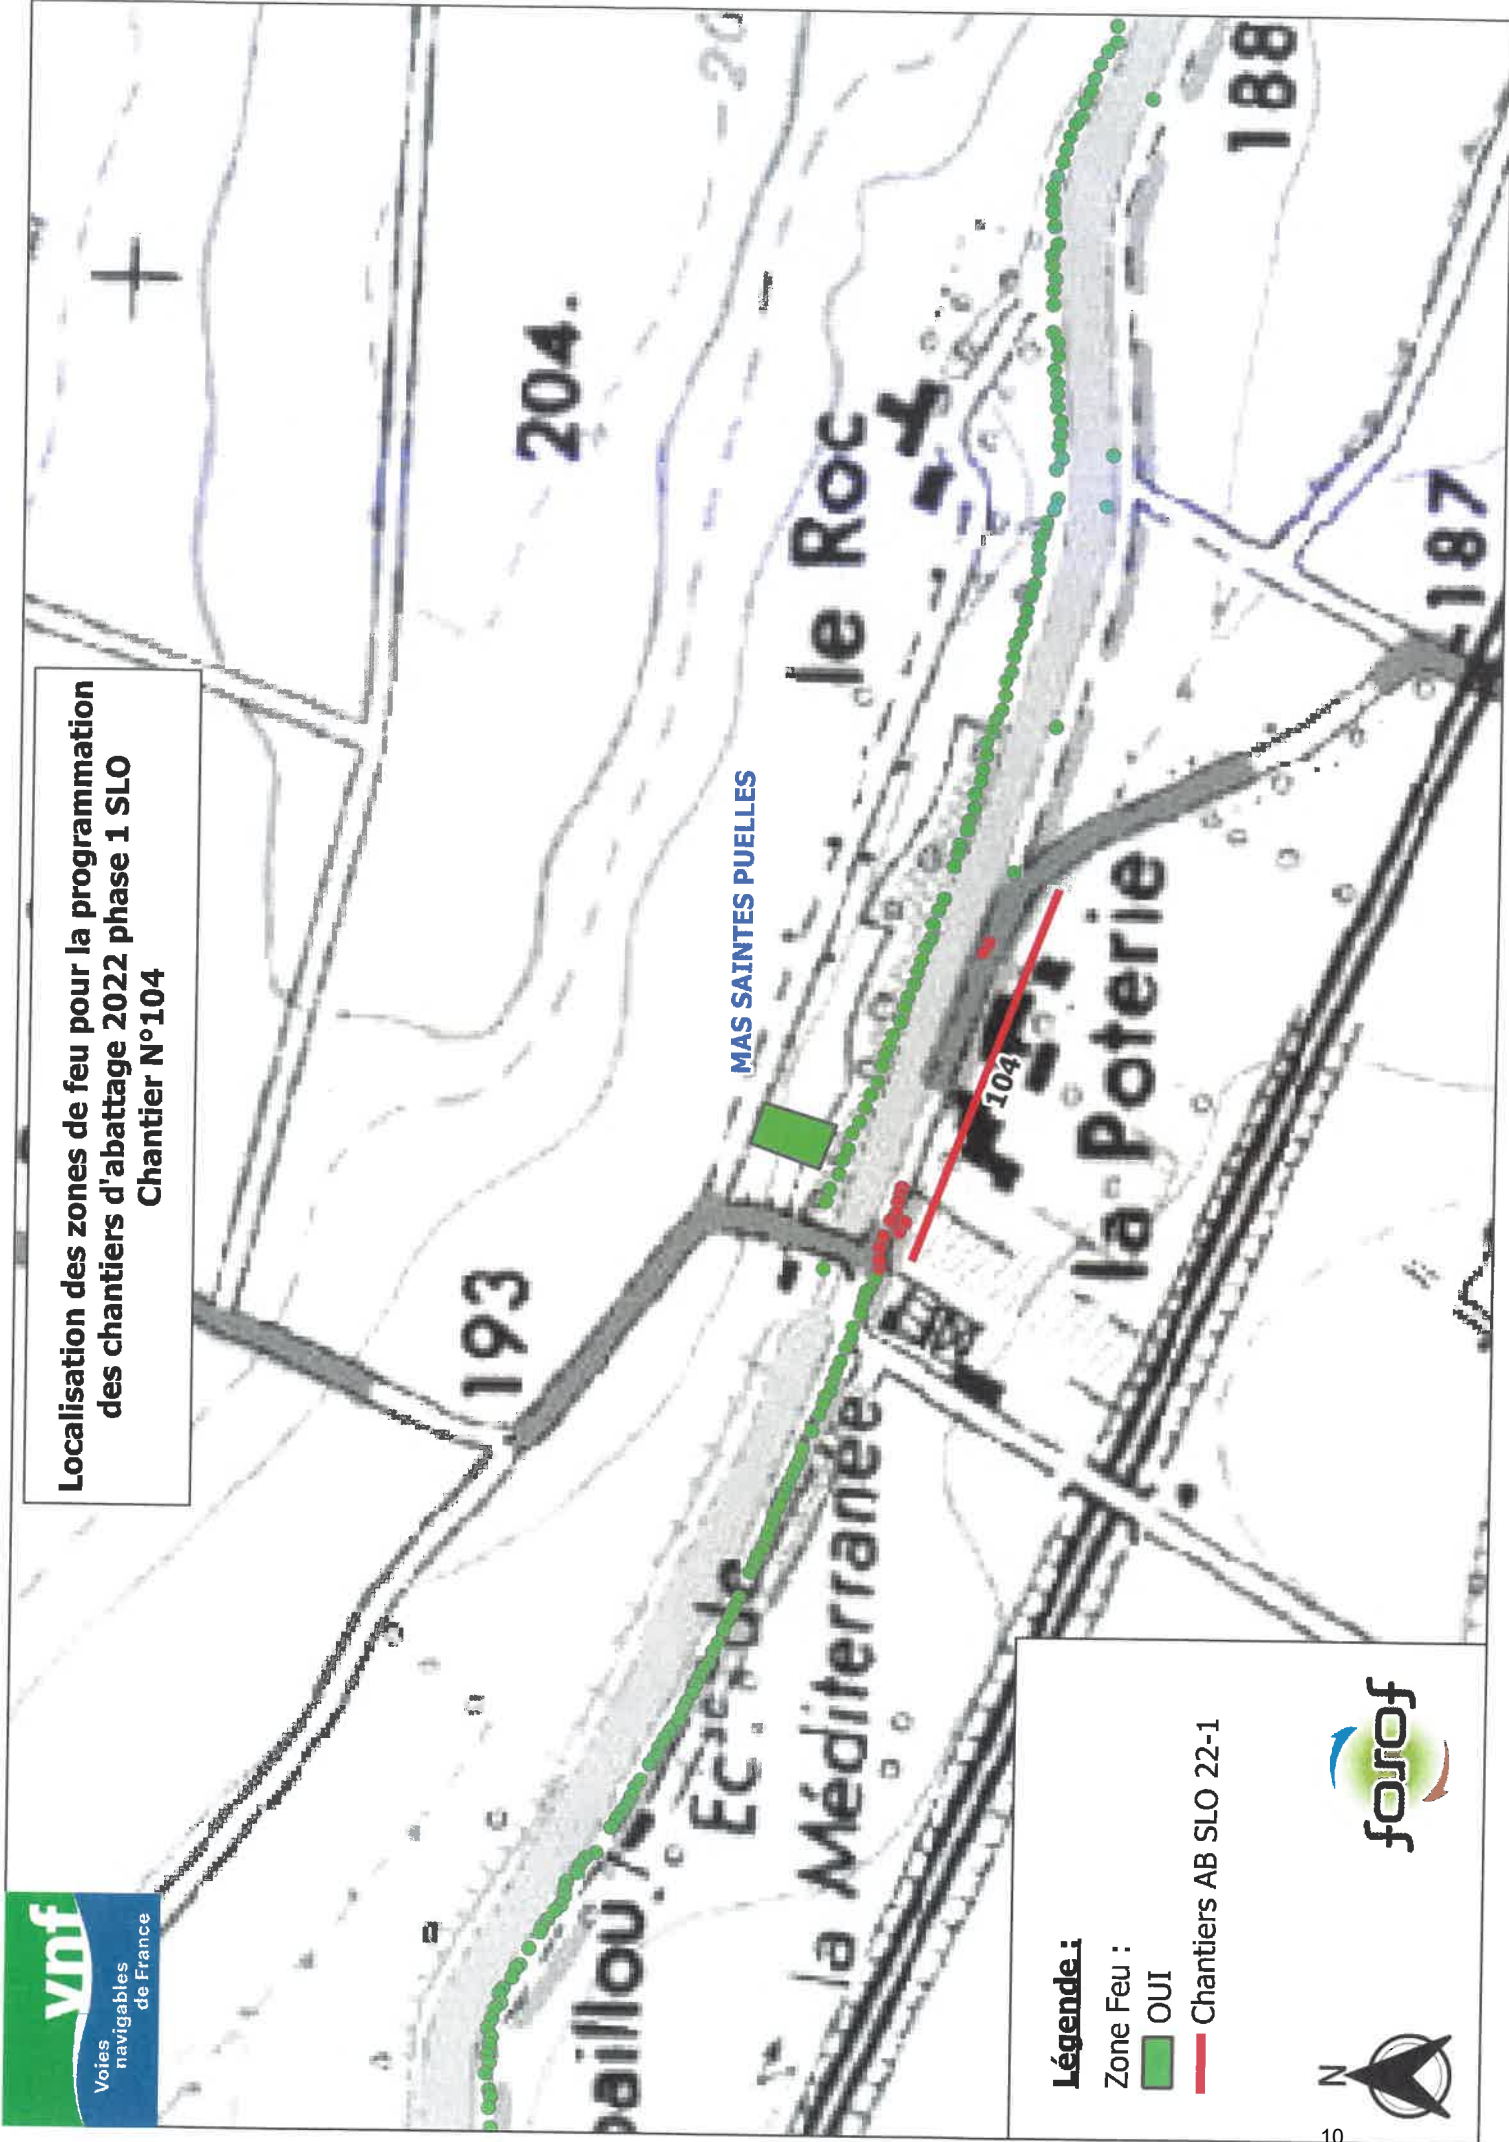 Localisation des zones de feu pour la programmation
des chantiers d'abattage 2022 phase 1 SLO
Chantier N°104
vnf
Voies
navigables
de France
204.
193
188
187
le Roc
MAS SAINTES PUELLES
104
la Poterie
la Méditerranée
de
paillou
Légende :
Zone Feu :
OUI
Chantiers AB SLO 22-1
N
forof
10